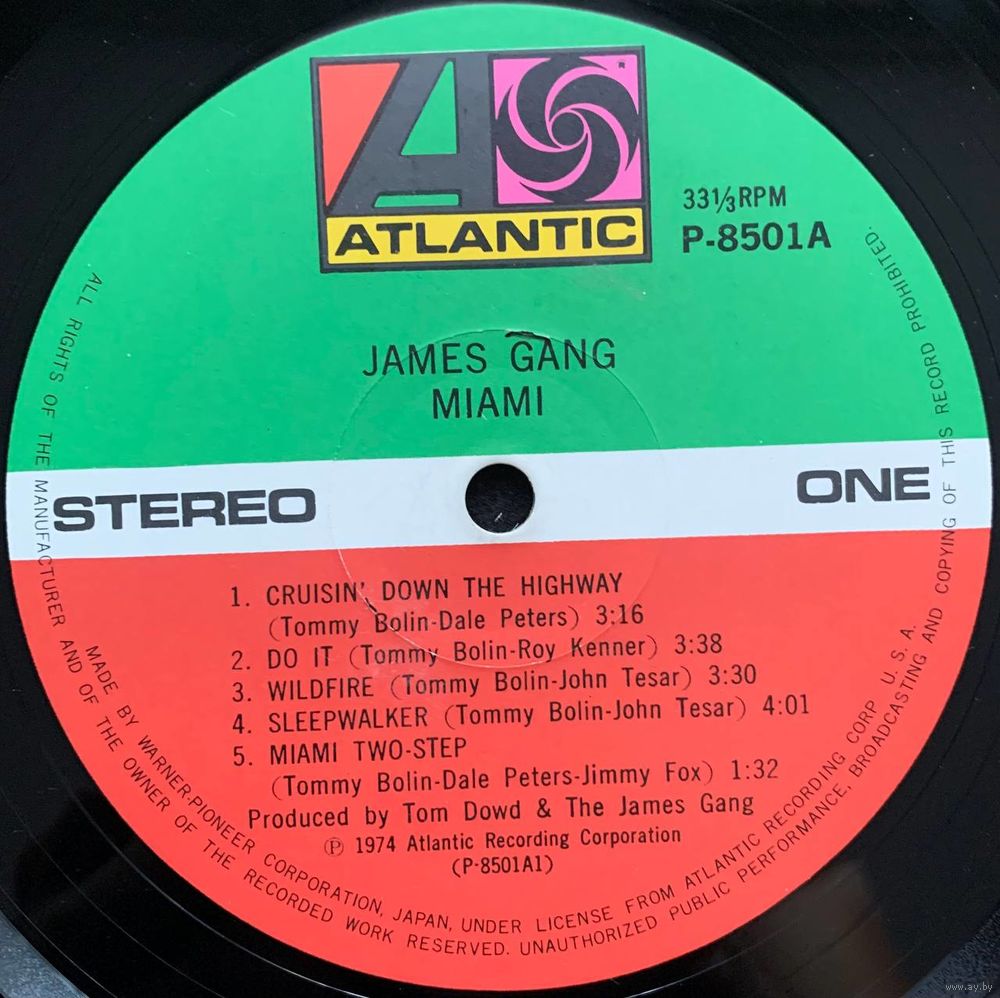 ATLANTIC
®
33⅓RPM
P-8501A
JAMES GANG
MIAMI
STEREO
ONE
1. CRUISIN' DOWN THE HIGHWAY
(Tommy Bolin-Dale Peters) 3:16
2. DO IT (Tommy Bolin-Roy Kenner) 3:38
3. WILDFIRE (Tommy Bolin-John Tesar) 3:30
4. SLEEPWALKER (Tommy Bolin-John Tesar) 4:01
5. MIAMI TWO-STEP
(Tommy Bolin-Dale Peters-Jimmy Fox) 1:32
Produced by Tom Dowd & The James Gang
℗ 1974 Atlantic Recording Corporation
(P-8501A1)
MADE BY WARNER-PIONEER CORPORATION, JAPAN, UNDER LICENSE FROM ATLANTIC RECORDING CORP. U. S. A.
ALL RIGHTS OF THE MANUFACTURER AND OF THE OWNER OF THE RECORDED WORK RESERVED. UNAUTHORIZED PUBLIC PERFORMANCE, BROADCASTING AND COPYING OF THIS RECORD PROHIBITED.
www.ay.by